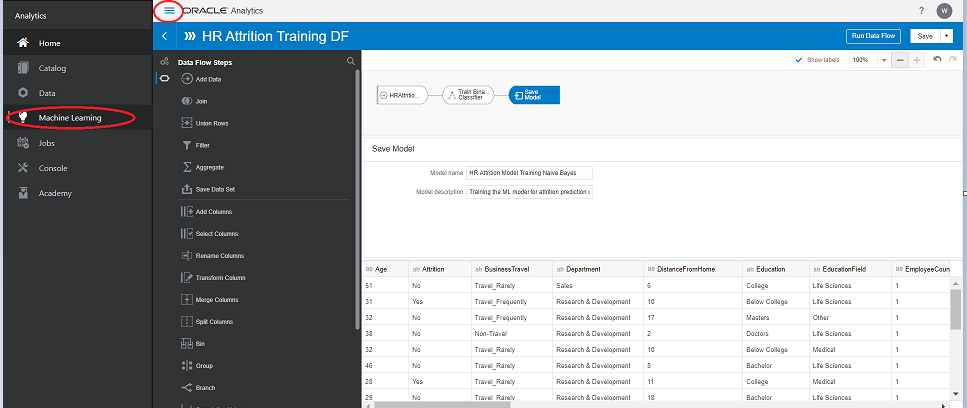 Analytics
Home
Catalog
Data
Machine Learning
Jobs
Console
Academy
ORACLE Analytics
?
W
HR Attrition Training DF
Run Data Flow
Save
Data Flow Steps
Add Data
Join
Union Rows
Filter
Aggregate
Save Data Set
Add Columns
Select Columns
Rename Columns
Transform Column
Merge Columns
Split Columns
Bin
Group
Branch
Show labels
100%
HRAttritio...
Train Bina...
Classifier
Save
Model
Save Model
Model name HR Attrition Model Training Naive Bayes
Model description Training the ML model for attrition prediction
99 Age ab Attrition ab BusinessTravel ab Department 99 DistanceFromHome ab Education ab EducationField 99 EmployeeCoun
51 No Travel_Rarely Sales 6 College Life Sciences 1
31 Yes Travel_Frequently Research & Development 10 Below College Life Sciences 1
32 No Travel_Frequently Research & Development 17 Masters Other 1
38 No Non-Travel Research & Development 2 Doctors Life Sciences 1
32 No Travel_Rarely Research & Development 10 Below College Medical 1
46 No Travel_Rarely Research & Development 8 Bachelor Life Sciences 1
28 Yes Travel_Rarely Research & Development 11 College Medical 1
29 No Travel_Rarely Research & Development 18 Bachelor Life Sciences 1